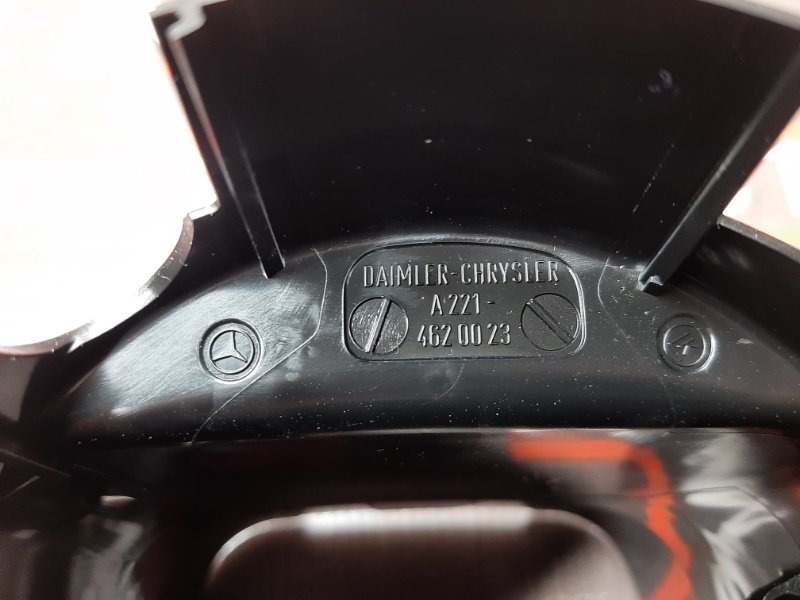 DAIMLER-CHRYSLER
A 221 -
462 00 23